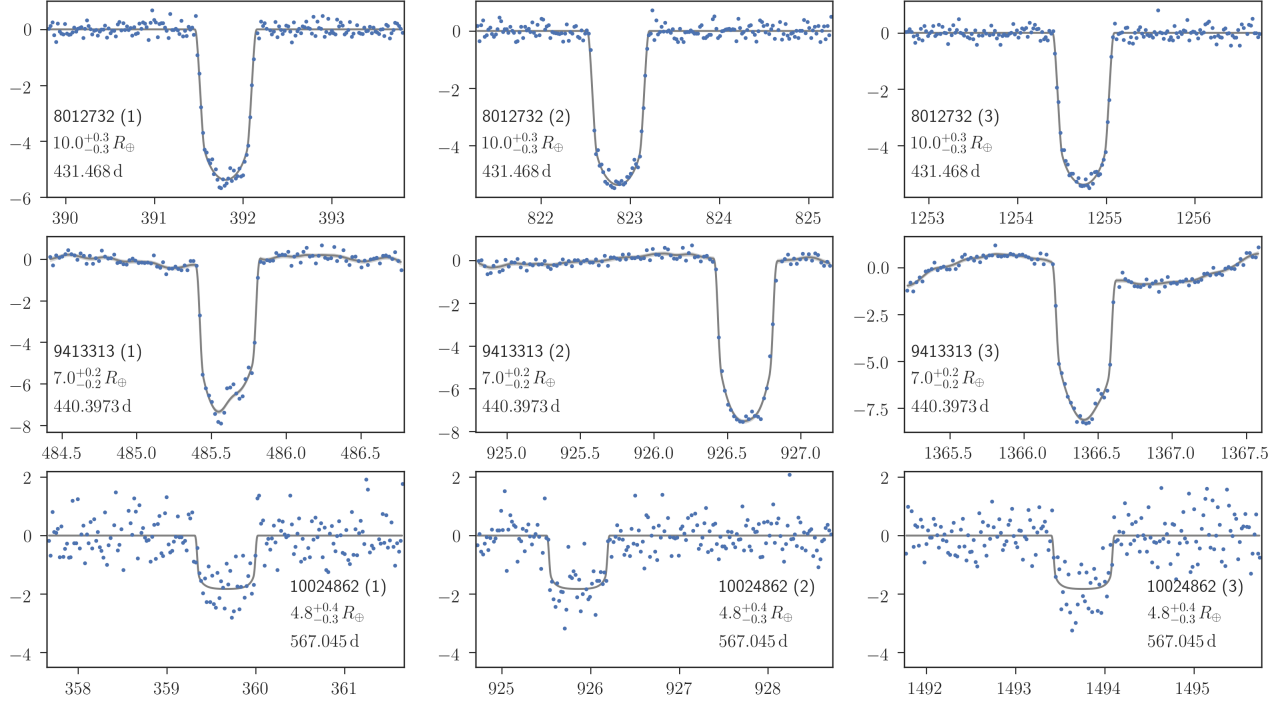 0
−2
−4
−6
8012732 (1)
10.0+0.3−0.3 R⊕
431.468 d
390 391 392 393
0
−2
−4
8012732 (2)
10.0+0.3−0.3 R⊕
431.468 d
822 823 824 825
0
−2
−4
8012732 (3)
10.0+0.3−0.3 R⊕
431.468 d
1253 1254 1255 1256
0
−2
−4
−6
−8
9413313 (1)
7.0+0.2−0.2 R⊕
440.3973 d
484.5 485.0 485.5 486.0 486.5
0
−2
−4
−6
−8
9413313 (2)
7.0+0.2−0.2 R⊕
440.3973 d
925.0 925.5 926.0 926.5 927.0
0.0
−2.5
−5.0
−7.5
9413313 (3)
7.0+0.2−0.2 R⊕
440.3973 d
1365.5 1366.0 1366.5 1367.0 1367.5
2
0
−2
−4
10024862 (1)
4.8+0.4−0.3 R⊕
567.045 d
358 359 360 361
2
0
−2
−4
10024862 (2)
4.8+0.4−0.3 R⊕
567.045 d
925 926 927 928
2
0
−2
−4
10024862 (3)
4.8+0.4−0.3 R⊕
567.045 d
1492 1493 1494 1495